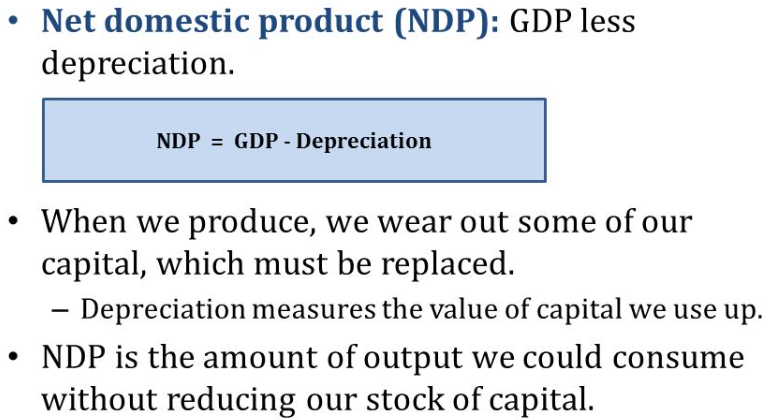 • Net domestic product (NDP): GDP less
depreciation.
NDP = GDP - Depreciation
• When we produce, we wear out some of our
capital, which must be replaced.
– Depreciation measures the value of capital we use up.
• NDP is the amount of output we could consume
without reducing our stock of capital.